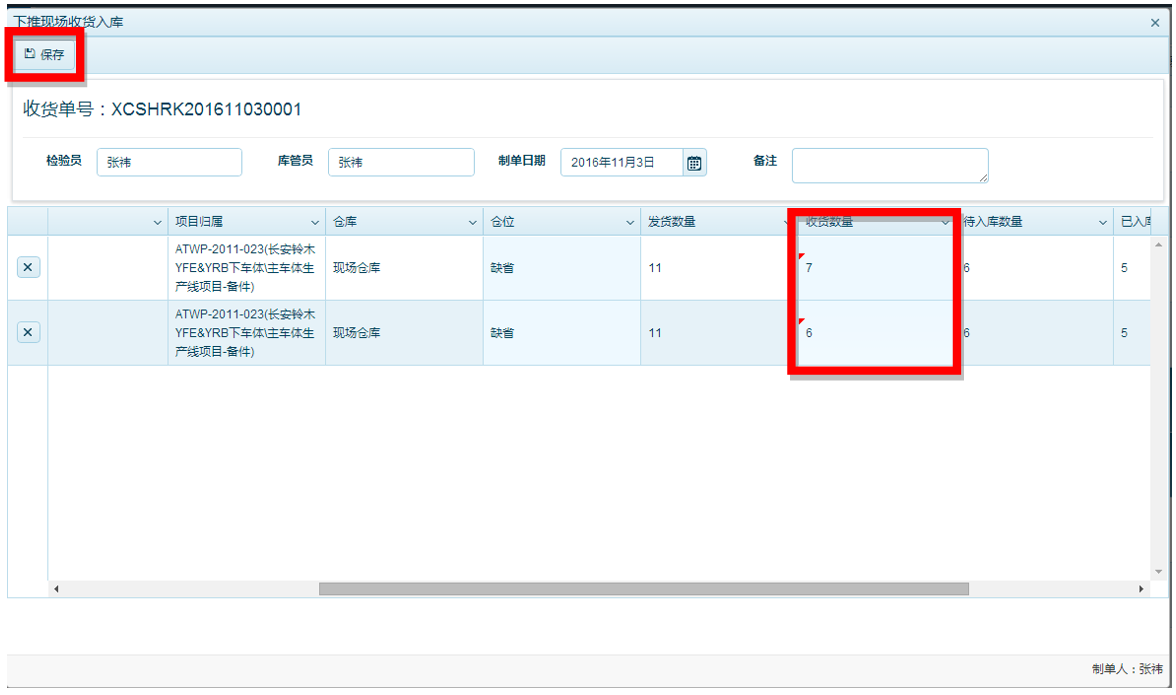 下推现场收货入库
保存
收货单号：XCSHRK201611030001
检验员 张祎 库管员 张祎 制单日期 2016年11月3日 备注
项目归属 仓库 仓位 发货数量 收货数量 待入库数量 已入库
ATWP-2011-023(长安铃木
YFE&YRB下车体\主车体生
产线项目-备件)
现场仓库 缺省 11 7 6 5
ATWP-2011-023(长安铃木
YFE&YRB下车体\主车体生
产线项目-备件)
现场仓库 缺省 11 6 6 5
制单人：张祎